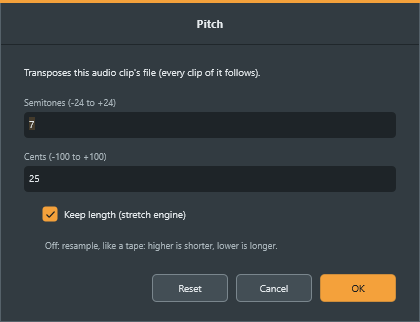 Pitch
Transposes this audio clip's file (every clip of it follows).
Semitones (-24 to +24)
7
Cents (-100 to +100)
25
Keep length (stretch engine)
Off: resample, like a tape: higher is shorter, lower is longer.
Reset Cancel OK